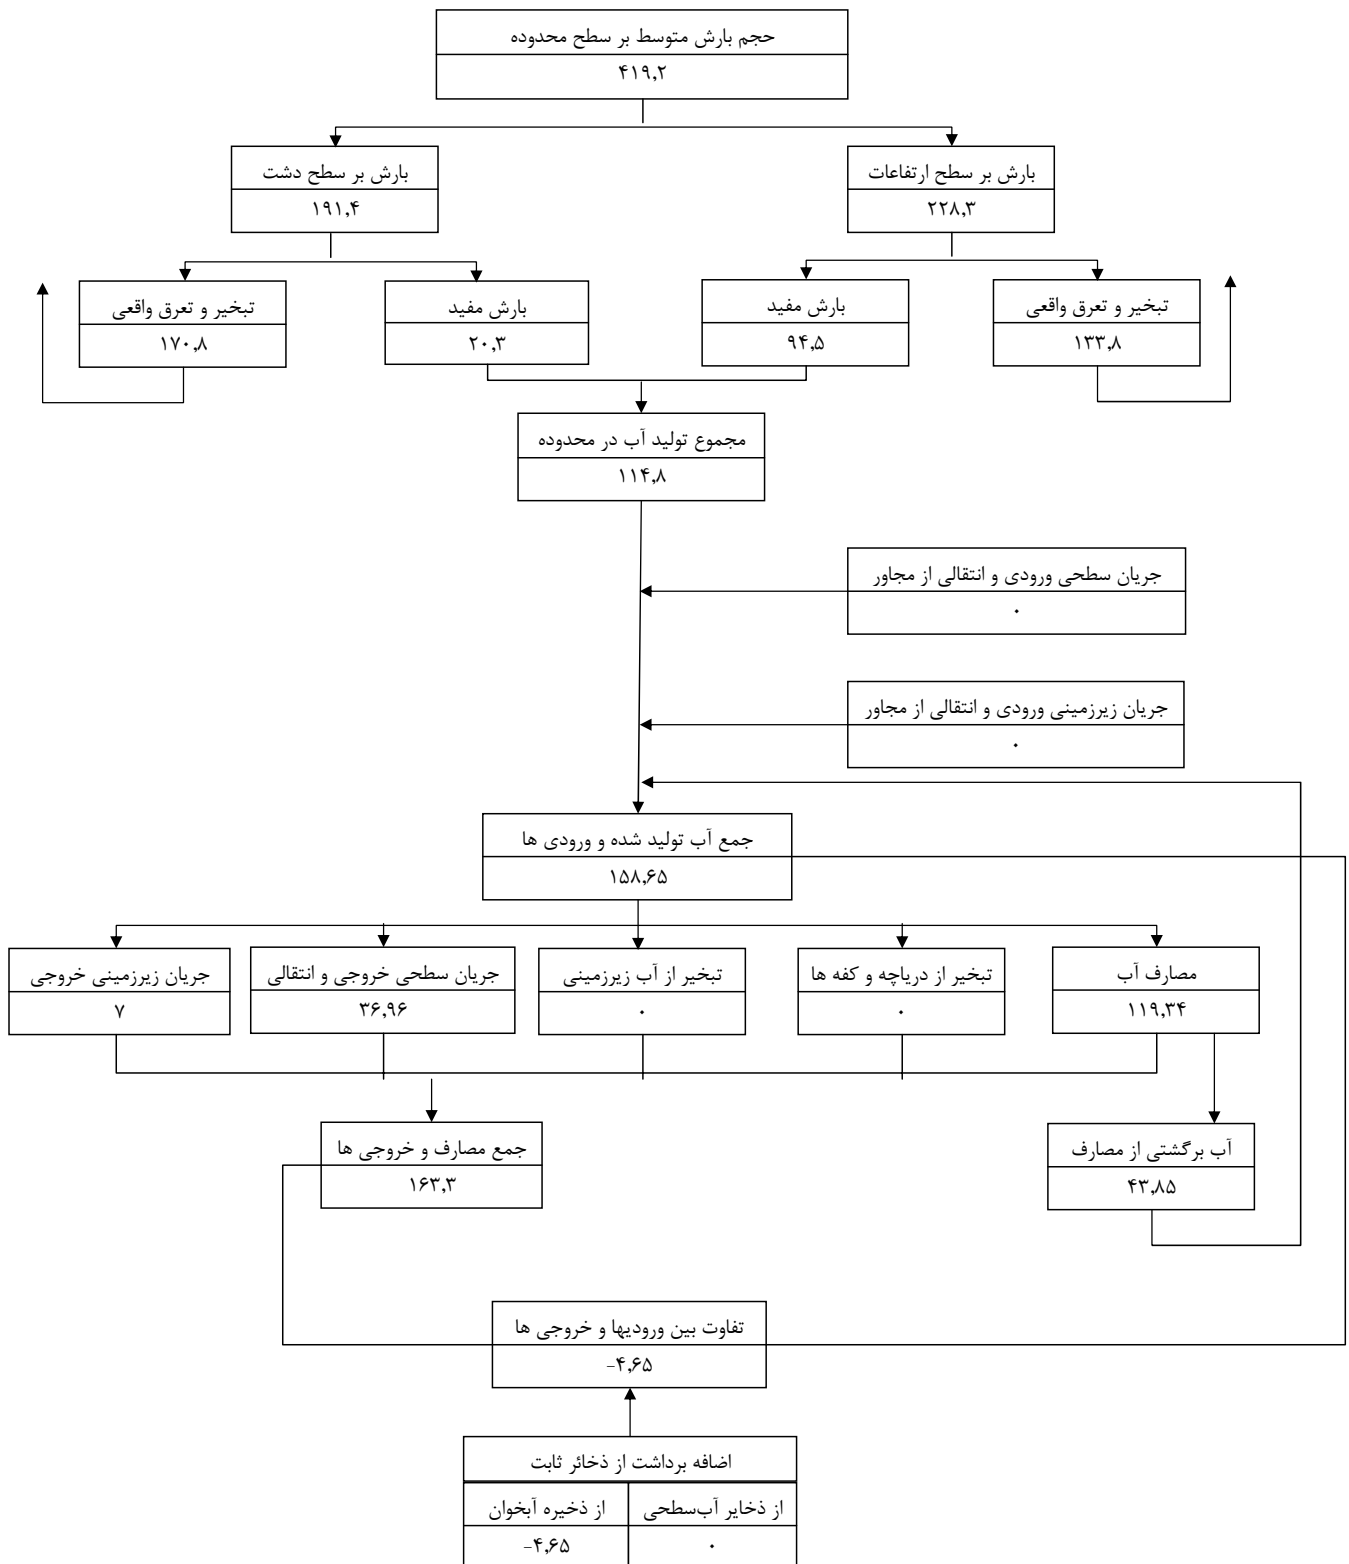 حجم بارش متوسط بر سطح محدوده
۴۱۹,۲
بارش بر سطح ارتفاعات
۲۲۸,۳
بارش بر سطح دشت
۱۹۱,۴
تبخیر و تعرق واقعی
۱۳۳,۸
بارش مفید
۹۴,۵
بارش مفید
۲۰,۳
تبخیر و تعرق واقعی
۱۷۰,۸
مجموع تولید آب در محدوده
۱۱۴,۸
جریان سطحی ورودی و انتقالی از مجاور
۰
جریان زیرزمینی ورودی و انتقالی از مجاور
۰
جمع آب تولید شده و ورودی ها
۱۵۸,۶۵
مصارف آب
۱۱۹,۳۴
تبخیر از دریاچه و کفه ها
۰
تبخیر از آب زیرزمینی
۰
جریان سطحی خروجی و انتقالی
۳۶,۹۶
جریان زیرزمینی خروجی
۷
آب برگشتی از مصارف
۴۳,۸۵
جمع مصارف و خروجی ها
۱۶۳,۳
تفاوت بین ورودیها و خروجی ها
-۴,۶۵
اضافه برداشت از ذخائر ثابت
از ذخایر آب‌سطحی
۰
از ذخیره آبخوان
-۴,۶۵